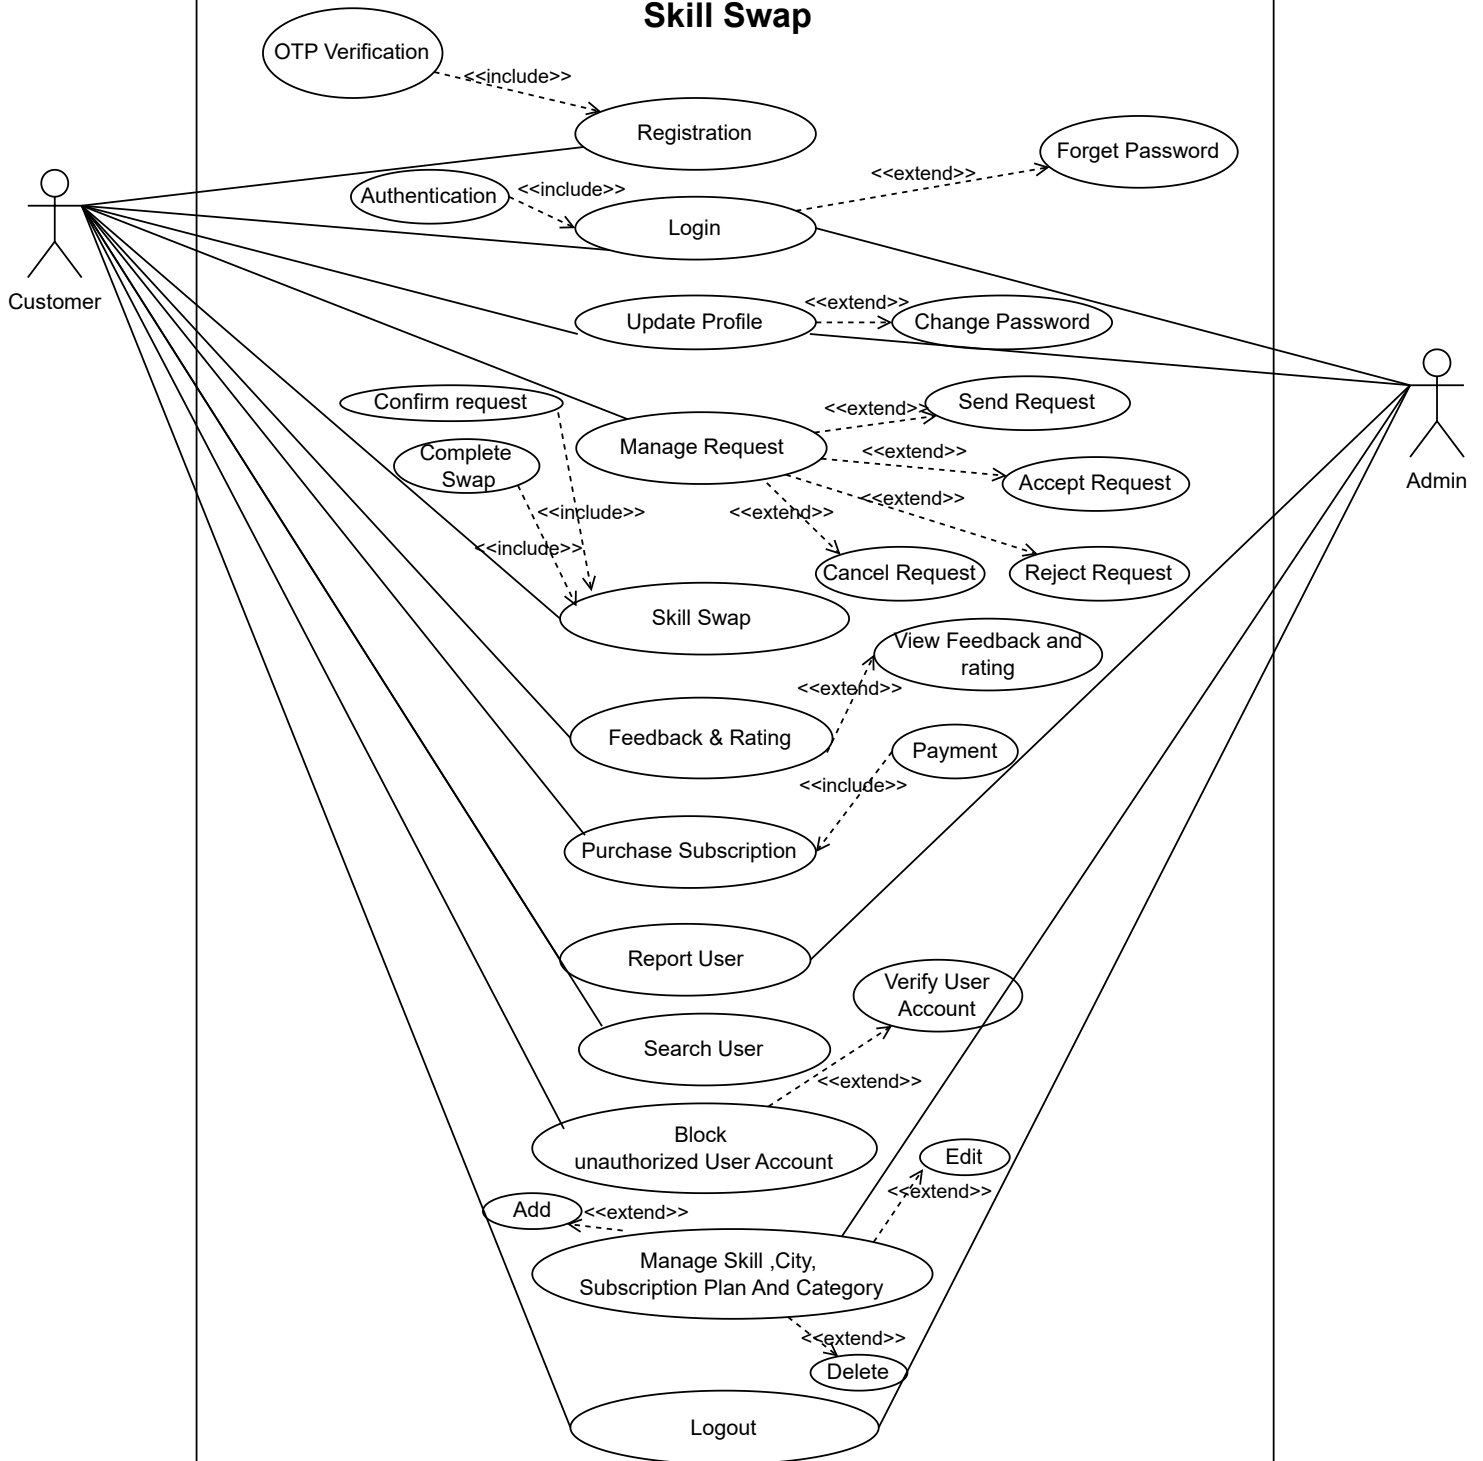 Skill Swap
OTP Verification
<<include>>
Registration
Forget Password
<<extend>>
Authentication
<<include>>
Login
Customer
<<extend>>
Update Profile
Change Password
Confirm request
<<extend>>
Send Request
Manage Request
<<extend>>
Complete
Swap
Accept Request
Admin
<<extend>>
<<include>>
<<extend>>
<<include>>
Cancel Request
Reject Request
Skill Swap
View Feedback and
rating
<<extend>>
Feedback & Rating
Payment
<<include>>
Purchase Subscription
Report User
Verify User
Account
Search User
<<extend>>
Block
unauthorized User Account
Edit
<<extend>>
Add
<<extend>>
Manage Skill ,City,
Subscription Plan And Category
<<extend>>
Delete
Logout